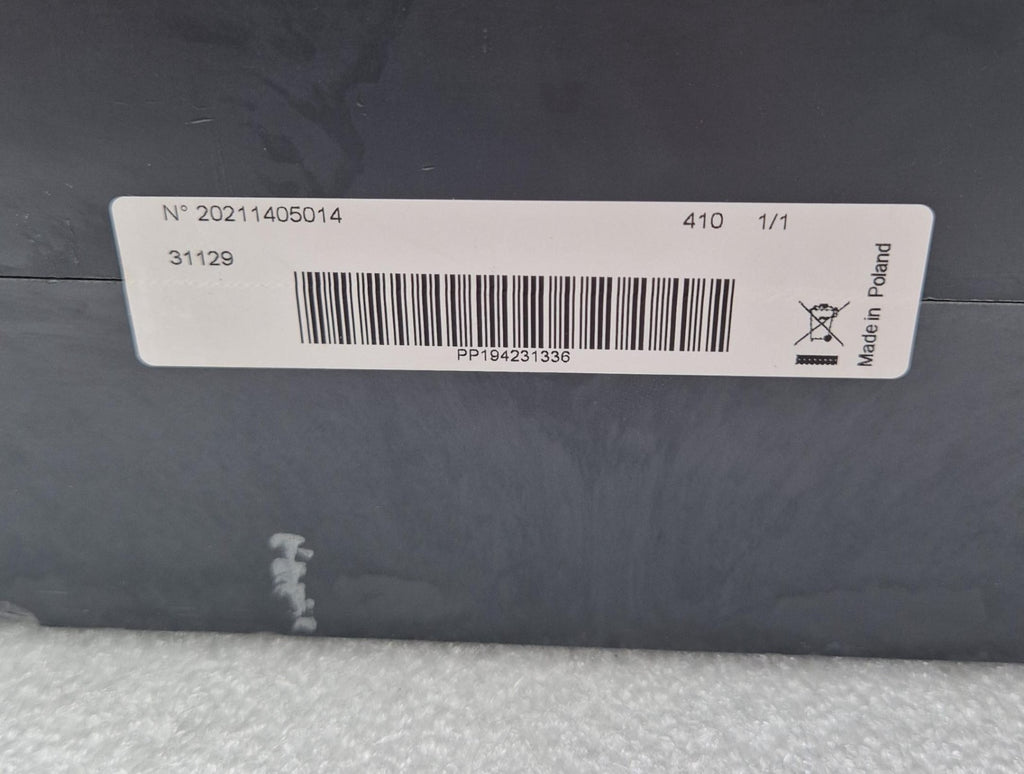 N° 20211405014 410 1/1
31129
PP194231336
Made in Poland